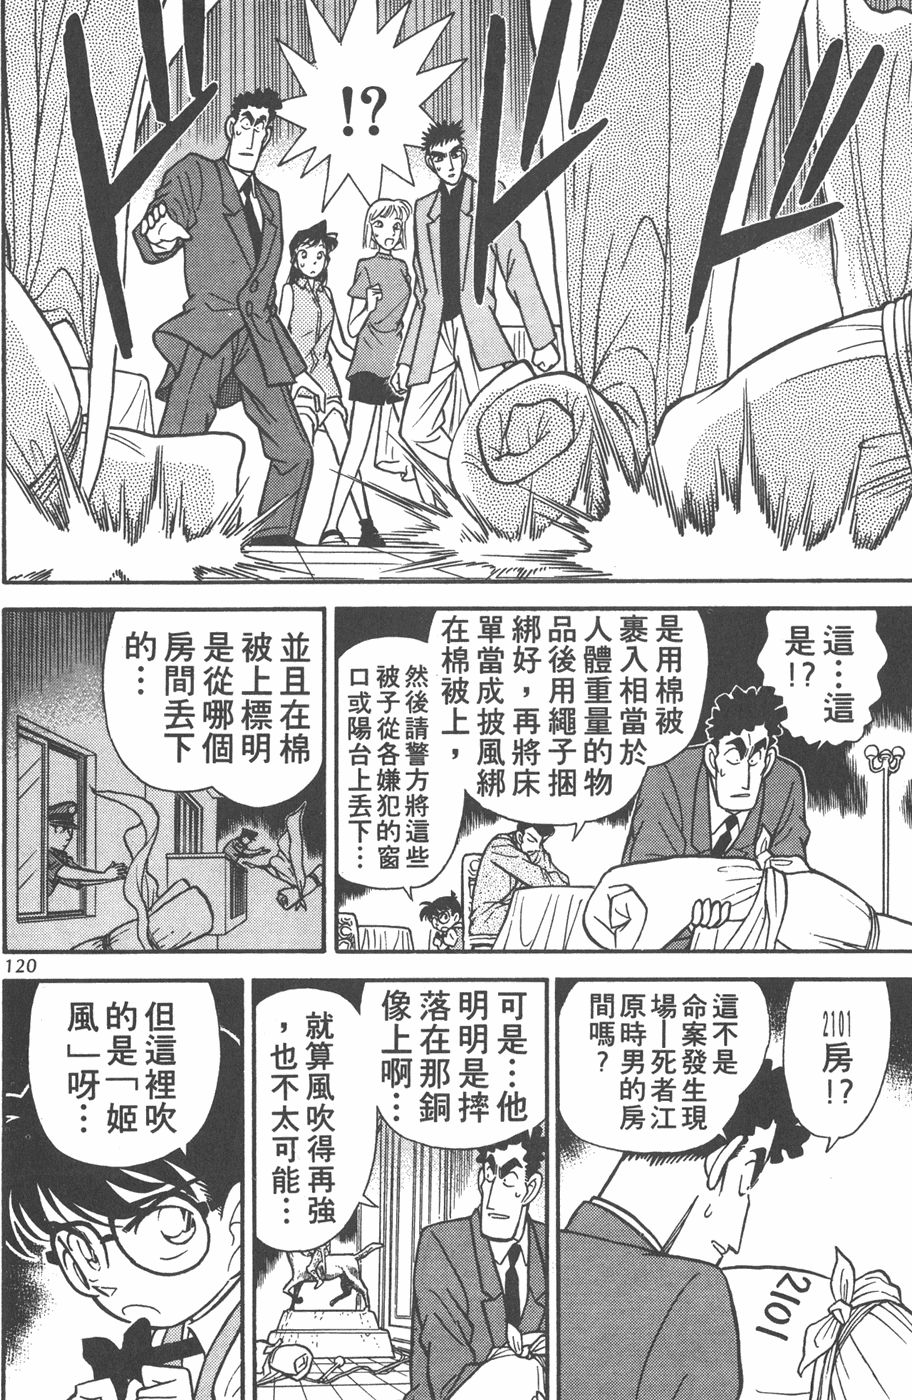 !?
ドドド
這…這
是!?
是用棉被
裹入相當於
人體重量的物
品後用繩子捆
綁好，再將床
單當成披風綁
在棉被上，
然後請警方將這些
被子從各嫌犯的窗
口或陽台上丟下…
並且在棉
被上標明
是從哪個
房間丟下
的…
120
2101
房!?
這不是
命案發生現
場—死者江
原時男的房
間嗎？
2101
可是…他
明明是摔
落在那銅
像上啊…
就算風吹得再強
，也不太可能…
但這裡吹
的是「姬
風」呀…